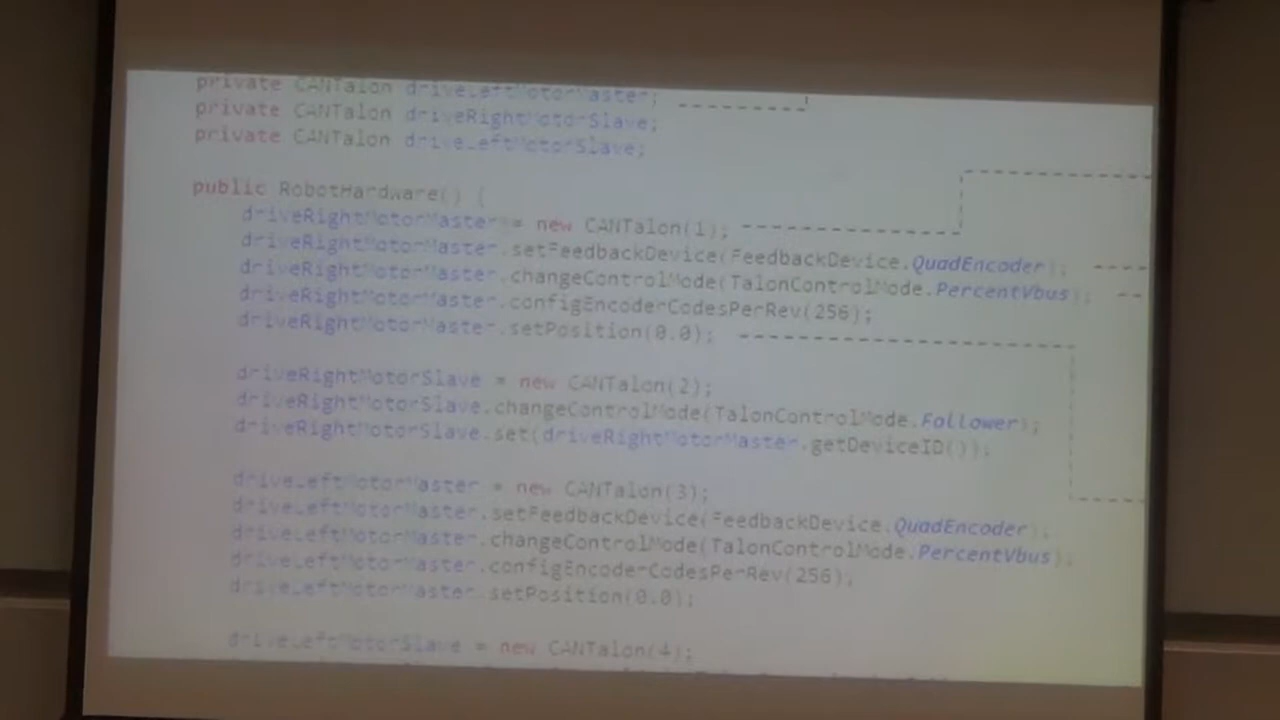 private CANTalon driveLeftMotorMaster;
private CANTalon driveRightMotorSlave;
private CANTalon driveLeftMotorSlave;
public RobotHardware() {
driveRightMotorMaster = new CANTalon(1);
driveRightMotorMaster.setFeedbackDevice(FeedbackDevice.QuadEncoder);
driveRightMotorMaster.changeControlMode(TalonControlMode.PercentVbus);
driveRightMotorMaster.configEncoderCodesPerRev(256);
driveRightMotorMaster.setPosition(0.0);
driveRightMotorSlave = new CANTalon(2);
driveRightMotorSlave.changeControlMode(TalonControlMode.Follower);
driveRightMotorSlave.set(driveRightMotorMaster.getDeviceID());
driveLeftMotorMaster = new CANTalon(3);
driveLeftMotorMaster.setFeedbackDevice(FeedbackDevice.QuadEncoder);
driveLeftMotorMaster.changeControlMode(TalonControlMode.PercentVbus);
driveLeftMotorMaster.configEncoderCodesPerRev(256);
driveLeftMotorMaster.setPosition(0.0);
driveLeftMotorSlave = new CANTalon(4);